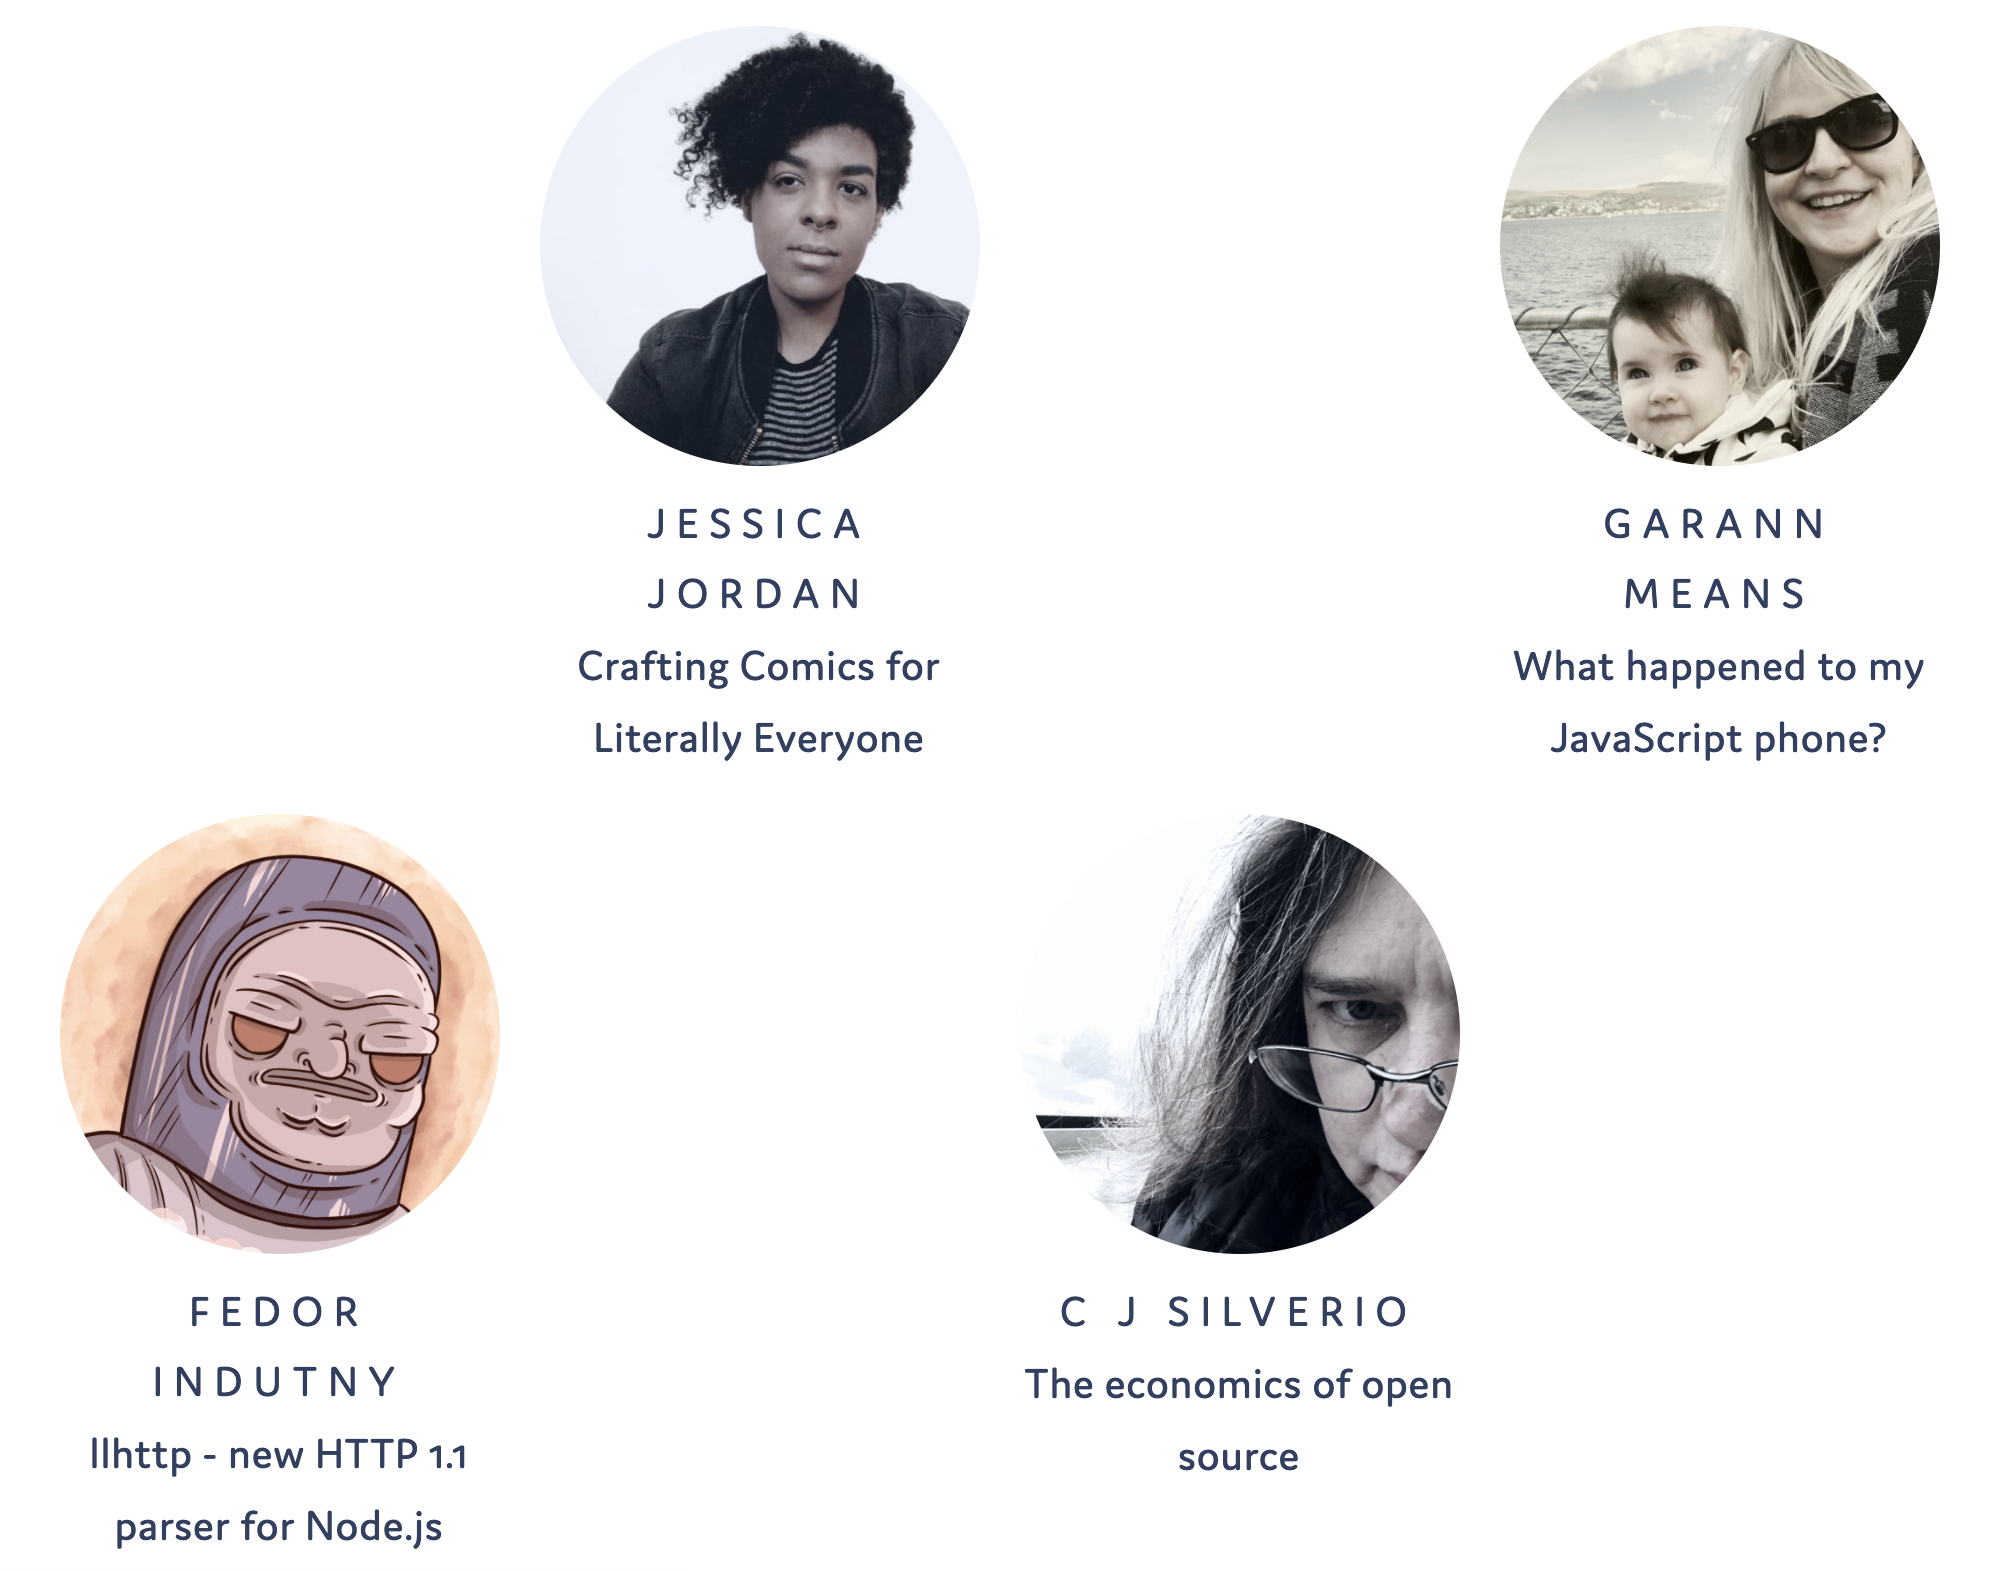 JESSICA
JORDAN
Crafting Comics for
Literally Everyone
GARANN
MEANS
What happened to my
JavaScript phone?
FEDOR
INDUTNY
llhttp - new HTTP 1.1
parser for Node.js
C J SILVERIO
The economics of open
source